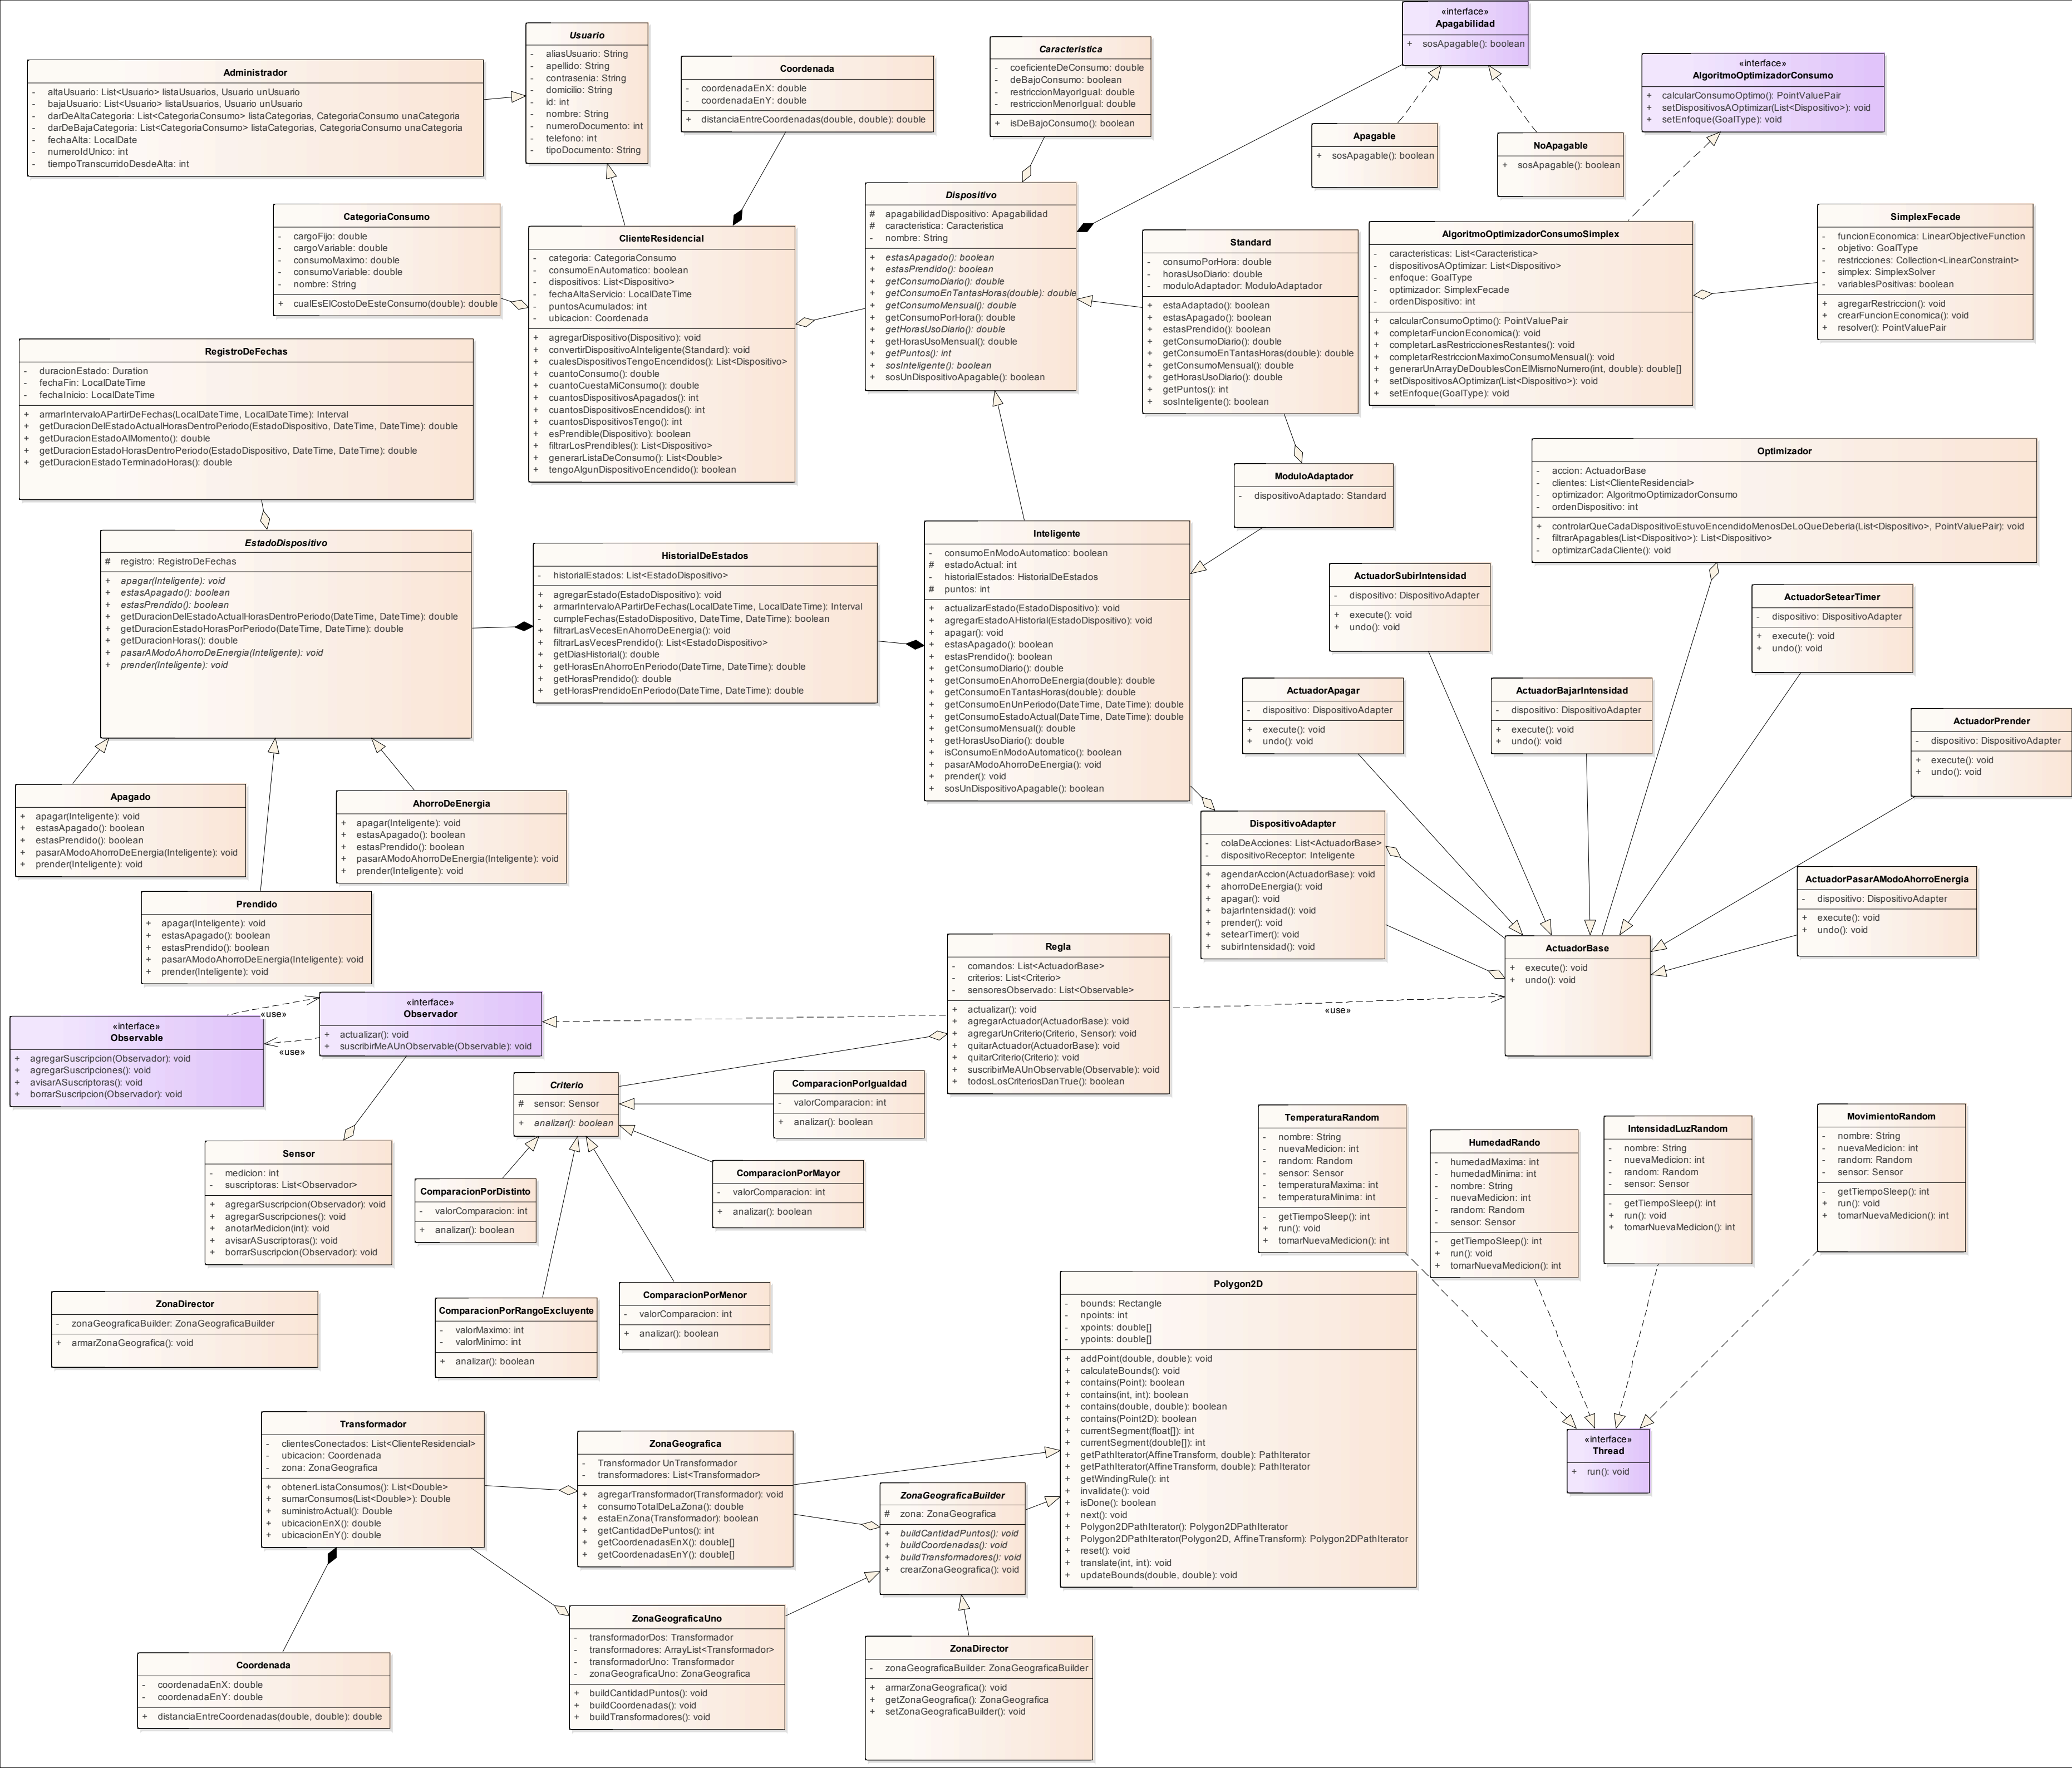 Administrador
- altaUsuario: List<Usuario> listaUsuarios, Usuario unUsuario
- bajaUsuario: List<Usuario> listaUsuarios, Usuario unUsuario
- darDeAltaCategoria: List<CategoriaConsumo> listaCategorias, CategoriaConsumo unaCategoria
- darDeBajaCategoria: List<CategoriaConsumo> listaCategorias, CategoriaConsumo unaCategoria
- fechaAlta: LocalDate
- numeroIdUnico: int
- tiempoTranscurridoDesdeAlta: int
Usuario
- aliasUsuario: String
- apellido: String
- contrasenia: String
- domicilio: String
- id: int
- nombre: String
- numeroDocumento: int
- telefono: int
- tipoDocumento: String
Coordenada
- coordenadaEnX: double
- coordenadaEnY: double
+ distanciaEntreCoordenadas(double, double): double
Caracteristica
- coeficienteDeConsumo: double
- deBajoConsumo: boolean
- restriccionMayorIgual: double
- restriccionMenorIgual: double
+ isDeBajoConsumo(): boolean
«interface»
Apagabilidad
+ sosApagable(): boolean
«interface»
AlgoritmoOptimizadorConsumo
+ calcularConsumoOptimo(): PointValuePair
+ setDispositivosAOptimizar(List<Dispositivo>): void
+ setEnfoque(GoalType): void
Apagable
+ sosApagable(): boolean
NoApagable
+ sosApagable(): boolean
CategoriaConsumo
- cargoFijo: double
- cargoVariable: double
- consumoMaximo: double
- consumoVariable: double
- nombre: String
+ cualEsElCostoDeEsteConsumo(double): double
ClienteResidencial
- categoria: CategoriaConsumo
- consumoEnAutomatico: boolean
- dispositivos: List<Dispositivo>
- fechaAltaServicio: LocalDateTime
- puntosAcumulados: int
- ubicacion: Coordenada
+ agregarDispositivo(Dispositivo): void
+ convertirDispositivoAInteligente(Standard): void
+ cualesDispositivosTengoEncendidos(): List<Dispositivo>
+ cuantoConsumo(): double
+ cuantoCuestaMiConsumo(): double
+ cuantosDispositivosApagados(): int
+ cuantosDispositivosEncendidos(): int
+ cuantosDispositivosTengo(): int
+ esPrendible(Dispositivo): boolean
+ filtrarLosPrendibles(): List<Dispositivo>
+ generarListaDeConsumo(): List<Double>
+ tengoAlgunDispositivoEncendido(): boolean
Dispositivo
# apagabilidadDispositivo: Apagabilidad
# caracteristica: Caracteristica
- nombre: String
+ estasApagado(): boolean
+ estasPrendido(): boolean
+ getConsumoDiario(): double
+ getConsumoEnTantasHoras(double): double
+ getConsumoMensual(): double
+ getConsumoPorHora(): double
+ getHorasUsoDiario(): double
+ getHorasUsoMensual(): double
+ getPuntos(): int
+ sosInteligente(): boolean
+ sosUnDispositivoApagable(): boolean
Standard
- consumoPorHora: double
- horasUsoDiario: double
- moduloAdaptador: ModuloAdaptador
+ estaAdaptado(): boolean
+ estasApagado(): boolean
+ estasPrendido(): boolean
+ getConsumoDiario(): double
+ getConsumoEnTantasHoras(double): double
+ getConsumoMensual(): double
+ getHorasUsoDiario(): double
+ getPuntos(): int
+ sosInteligente(): boolean
AlgoritmoOptimizadorConsumoSimplex
- caracteristicas: List<Caracteristica>
- dispositivosAOptimizar: List<Dispositivo>
- enfoque: GoalType
- optimizador: SimplexFecade
- ordenDispositivo: int
+ calcularConsumoOptimo(): PointValuePair
+ completarFuncionEconomica(): void
+ completarLasRestriccionesRestantes(): void
+ completarRestriccionMaximoConsumoMensual(): void
+ generarUnArrayDeDoublesConElMismoNumero(int, double): double[]
+ setDispositivosAOptimizar(List<Dispositivo>): void
+ setEnfoque(GoalType): void
SimplexFecade
- funcionEconomica: LinearObjectiveFunction
- objetivo: GoalType
- restricciones: Collection<LinearConstraint>
- simplex: SimplexSolver
- variablesPositivas: boolean
+ agregarRestriccion(): void
+ crearFuncionEconomica(): void
+ resolver(): PointValuePair
RegistroDeFechas
- duracionEstado: Duration
- fechaFin: LocalDateTime
- fechaInicio: LocalDateTime
+ armarIntervaloAPartirDeFechas(LocalDateTime, LocalDateTime): Interval
+ getDuracionDelEstadoActualHorasDentroPeriodo(EstadoDispositivo, DateTime, DateTime): double
+ getDuracionEstadoAlMomento(): double
+ getDuracionEstadoHorasDentroPeriodo(EstadoDispositivo, DateTime, DateTime): double
+ getDuracionEstadoTerminadoHoras(): double
ModuloAdaptador
- dispositivoAdaptado: Standard
Optimizador
- accion: ActuadorBase
- clientes: List<ClienteResidencial>
- optimizador: AlgoritmoOptimizadorConsumo
- ordenDispositivo: int
+ controlarQueCadaDispositivoEstuvoEncendidoMenosDeLoQueDeberia(List<Dispositivo>, PointValuePair): void
+ filtrarApagables(List<Dispositivo>): List<Dispositivo>
+ optimizarCadaCliente(): void
EstadoDispositivo
# registro: RegistroDeFechas
+ apagar(Inteligente): void
+ estasApagado(): boolean
+ estasPrendido(): boolean
+ getDuracionDelEstadoActualHorasDentroPeriodo(DateTime, DateTime): double
+ getDuracionEstadoHorasPorPeriodo(DateTime, DateTime): double
+ getDuracionHoras(): double
+ pasarAModoAhorroDeEnergia(Inteligente): void
+ prender(Inteligente): void
HistorialDeEstados
- historialEstados: List<EstadoDispositivo>
+ agregarEstado(EstadoDispositivo): void
+ armarIntervaloAPartirDeFechas(LocalDateTime, LocalDateTime): Interval
- cumpleFechas(EstadoDispositivo, DateTime, DateTime): boolean
+ filtrarLasVecesEnAhorroDeEnergia(): void
+ filtrarLasVecesPrendido(): List<EstadoDispositivo>
+ getDiasHistorial(): double
+ getHorasEnAhorroEnPeriodo(DateTime, DateTime): double
+ getHorasPrendido(): double
+ getHorasPrendidoEnPeriodo(DateTime, DateTime): double
Inteligente
- consumoEnModoAutomatico: boolean
# estadoActual: int
- historialEstados: HistorialDeEstados
# puntos: int
+ actualizarEstado(EstadoDispositivo): void
+ agregarEstadoAHistorial(EstadoDispositivo): void
+ apagar(): void
+ estasApagado(): boolean
+ estasPrendido(): boolean
+ getConsumoDiario(): double
+ getConsumoEnAhorroDeEnergia(double): double
+ getConsumoEnTantasHoras(double): double
+ getConsumoEnUnPeriodo(DateTime, DateTime): double
+ getConsumoEstadoActual(DateTime, DateTime): double
+ getConsumoMensual(): double
+ getHorasUsoDiario(): double
+ isConsumoEnModoAutomatico(): boolean
+ pasarAModoAhorroDeEnergia(): void
+ prender(): void
+ sosUnDispositivoApagable(): boolean
ActuadorSubirIntensidad
- dispositivo: DispositivoAdapter
+ execute(): void
+ undo(): void
ActuadorSetearTimer
- dispositivo: DispositivoAdapter
+ execute(): void
+ undo(): void
ActuadorApagar
- dispositivo: DispositivoAdapter
+ execute(): void
+ undo(): void
ActuadorBajarIntensidad
- dispositivo: DispositivoAdapter
+ execute(): void
+ undo(): void
ActuadorPrender
- dispositivo: DispositivoAdapter
+ execute(): void
+ undo(): void
Apagado
+ apagar(Inteligente): void
+ estasApagado(): boolean
+ estasPrendido(): boolean
+ pasarAModoAhorroDeEnergia(Inteligente): void
+ prender(Inteligente): void
AhorroDeEnergia
+ apagar(Inteligente): void
+ estasApagado(): boolean
+ estasPrendido(): boolean
+ pasarAModoAhorroDeEnergia(Inteligente): void
+ prender(Inteligente): void
DispositivoAdapter
- colaDeAcciones: List<ActuadorBase>
- dispositivoReceptor: Inteligente
+ agendarAccion(ActuadorBase): void
+ ahorroDeEnergia(): void
+ apagar(): void
+ bajarIntensidad(): void
+ prender(): void
+ setearTimer(): void
+ subirIntensidad(): void
ActuadorPasarAModoAhorroEnergia
- dispositivo: DispositivoAdapter
+ execute(): void
+ undo(): void
Prendido
+ apagar(Inteligente): void
+ estasApagado(): boolean
+ estasPrendido(): boolean
+ pasarAModoAhorroDeEnergia(Inteligente): void
+ prender(Inteligente): void
Regla
- comandos: List<ActuadorBase>
- criterios: List<Criterio>
- sensoresObservado: List<Observable>
+ actualizar(): void
+ agregarActuador(ActuadorBase): void
+ agregarUnCriterio(Criterio, Sensor): void
+ quitarActuador(ActuadorBase): void
+ quitarCriterio(Criterio): void
+ suscribirMeAUnObservable(Observable): void
+ todosLosCriteriosDanTrue(): boolean
ActuadorBase
+ execute(): void
+ undo(): void
«use»
«interface»
Observable
+ agregarSuscripcion(Observador): void
+ agregarSuscripciones(): void
+ avisarASuscriptoras(): void
+ borrarSuscripcion(Observador): void
«use»
«use»
«interface»
Observador
+ actualizar(): void
+ suscribirMeAUnObservable(Observable): void
Criterio
# sensor: Sensor
+ analizar(): boolean
ComparacionPorIgualdad
- valorComparacion: int
+ analizar(): boolean
Sensor
- medicion: int
- suscriptoras: List<Observador>
+ agregarSuscripcion(Observador): void
+ agregarSuscripciones(): void
+ anotarMedicion(int): void
+ avisarASuscriptoras(): void
+ borrarSuscripcion(Observador): void
ComparacionPorDistinto
- valorComparacion: int
+ analizar(): boolean
ComparacionPorMayor
- valorComparacion: int
+ analizar(): boolean
TemperaturaRandom
- nombre: String
- nuevaMedicion: int
- random: Random
- sensor: Sensor
- temperaturaMaxima: int
- temperaturaMinima: int
- getTiempoSleep(): int
+ run(): void
+ tomarNuevaMedicion(): int
HumedadRando
- humedadMaxima: int
- humedadMinima: int
- nombre: String
- nuevaMedicion: int
- random: Random
- sensor: Sensor
- getTiempoSleep(): int
+ run(): void
+ tomarNuevaMedicion(): int
IntensidadLuzRandom
- nombre: String
- nuevaMedicion: int
- random: Random
- sensor: Sensor
- getTiempoSleep(): int
+ run(): void
+ tomarNuevaMedicion(): int
MovimientoRandom
- nombre: String
- nuevaMedicion: int
- random: Random
- sensor: Sensor
- getTiempoSleep(): int
+ run(): void
+ tomarNuevaMedicion(): int
ZonaDirector
- zonaGeograficaBuilder: ZonaGeograficaBuilder
+ armarZonaGeografica(): void
ComparacionPorRangoExcluyente
- valorMaximo: int
- valorMinimo: int
+ analizar(): boolean
ComparacionPorMenor
- valorComparacion: int
+ analizar(): boolean
Polygon2D
- bounds: Rectangle
- npoints: int
- xpoints: double[]
- ypoints: double[]
+ addPoint(double, double): void
+ calculateBounds(): void
+ contains(Point): boolean
+ contains(int, int): boolean
+ contains(double, double): boolean
+ contains(Point2D): boolean
+ currentSegment(float[]): int
+ currentSegment(double[]): int
+ getPathIterator(AffineTransform, double): PathIterator
+ getPathIterator(AffineTransform, double): PathIterator
+ getWindingRule(): int
+ invalidate(): void
+ isDone(): boolean
+ next(): void
+ Polygon2DPathIterator(): Polygon2DPathIterator
+ Polygon2DPathIterator(Polygon2D, AffineTransform): Polygon2DPathIterator
+ reset(): void
+ translate(int, int): void
+ updateBounds(double, double): void
Transformador
- clientesConectados: List<ClienteResidencial>
- ubicacion: Coordenada
- zona: ZonaGeografica
+ obtenerListaConsumos(): List<Double>
+ sumarConsumos(List<Double>): Double
+ suministroActual(): Double
+ ubicacionEnX(): double
+ ubicacionEnY(): double
ZonaGeografica
- Transformador UnTransformador
- transformadores: List<Transformador>
+ agregarTransformador(Transformador): void
+ consumoTotalDeLaZona(): double
+ estaEnZona(Transformador): boolean
+ getCantidadDePuntos(): int
+ getCoordenadasEnX(): double[]
+ getCoordenadasEnY(): double[]
ZonaGeograficaBuilder
# zona: ZonaGeografica
+ buildCantidadPuntos(): void
+ buildCoordenadas(): void
+ buildTransformadores(): void
+ crearZonaGeografica(): void
«interface»
Thread
+ run(): void
Coordenada
- coordenadaEnX: double
- coordenadaEnY: double
+ distanciaEntreCoordenadas(double, double): double
ZonaGeograficaUno
- transformadorDos: Transformador
- transformadores: ArrayList<Transformador>
- transformadorUno: Transformador
- zonaGeograficaUno: ZonaGeografica
+ buildCantidadPuntos(): void
+ buildCoordenadas(): void
+ buildTransformadores(): void
ZonaDirector
- zonaGeograficaBuilder: ZonaGeograficaBuilder
+ armarZonaGeografica(): void
+ getZonaGeografica(): ZonaGeografica
+ setZonaGeograficaBuilder(): void